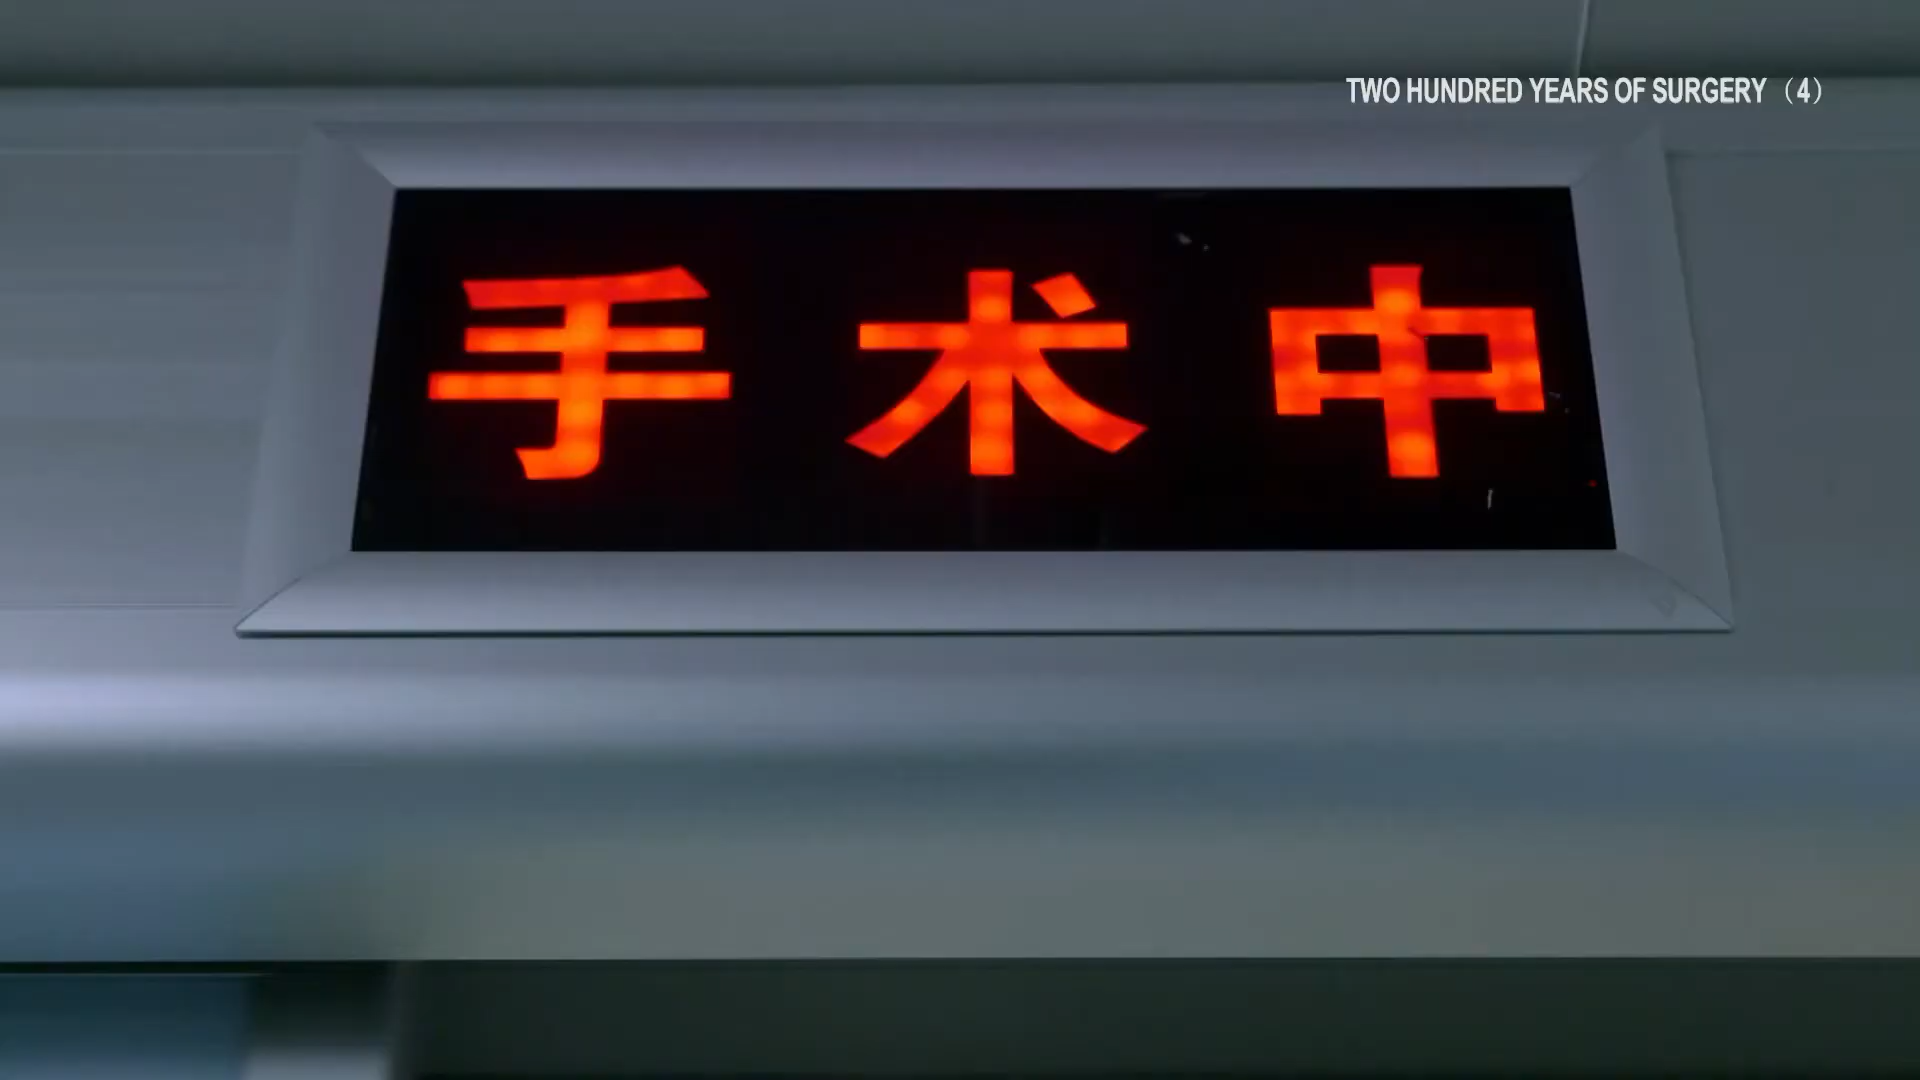 TWO HUNDRED YEARS OF SURGERY（4）
手术中